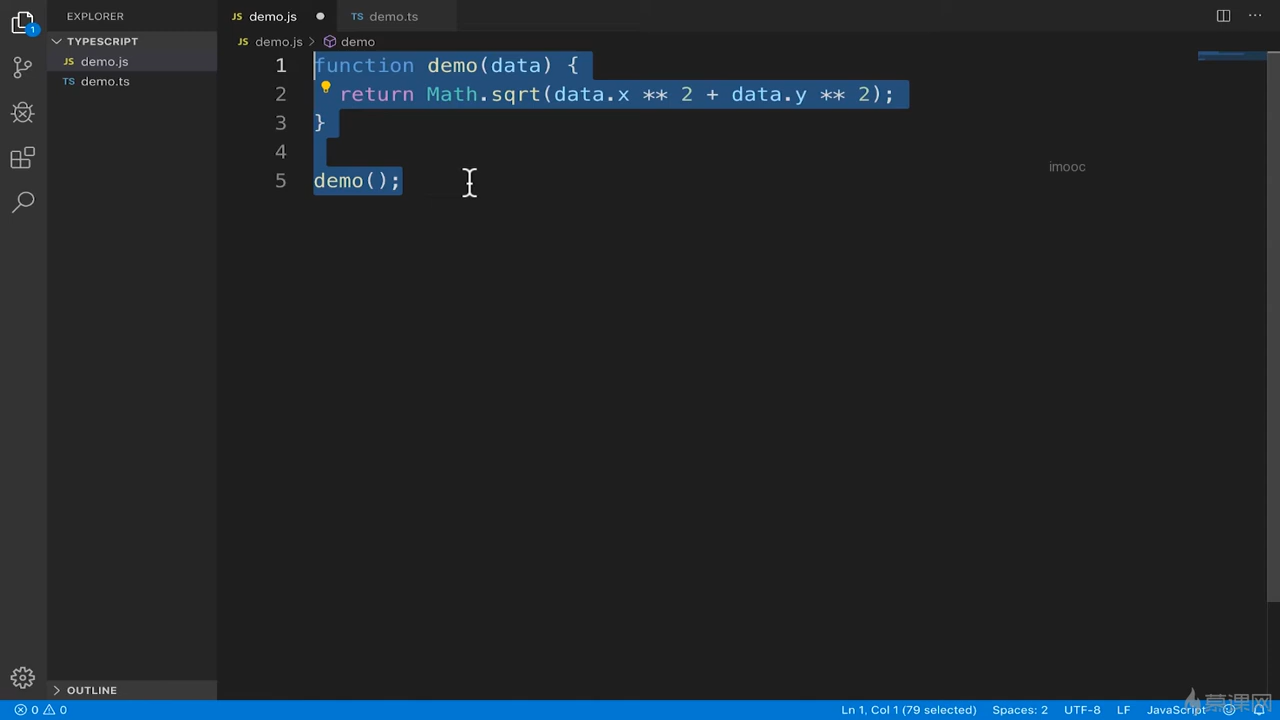 EXPLORER
JS demo.js
TS demo.ts
TYPESCRIPT
JS demo.js
TS demo.ts
JS demo.js > demo
1 function demo(data) {
2 return Math.sqrt(data.x ** 2 + data.y ** 2);
3 }
4
5 demo();
imooc
1
OUTLINE
0 0
Ln 1, Col 1 (79 selected)
Spaces: 2
UTF-8
LF
JavaScript
慕课网